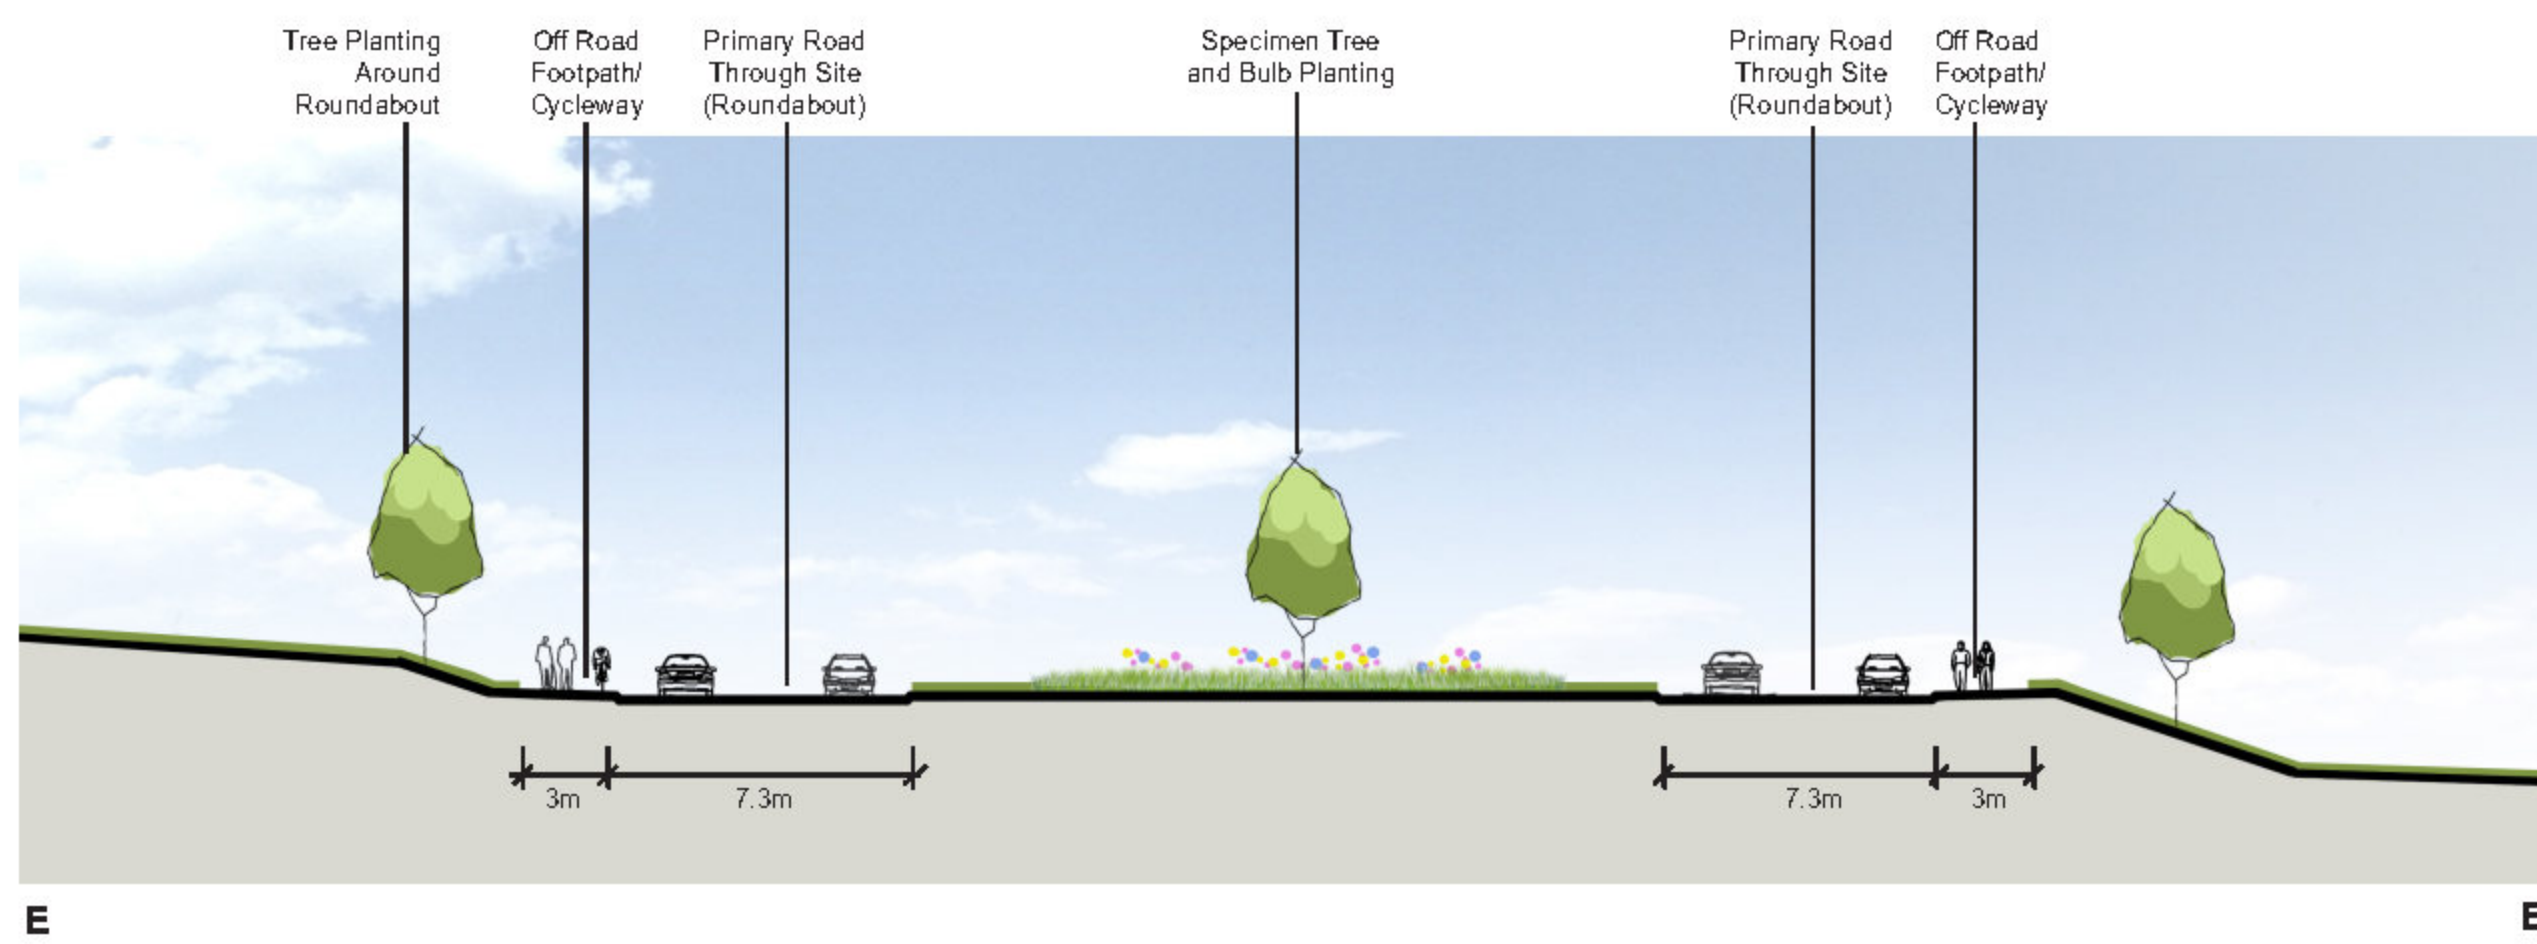 Tree Planting
Around
Roundabout
Off Road
Footpath/
Cycleway
Primary Road
Through Site
(Roundabout)
Specimen Tree
and Bulb Planting
Primary Road
Through Site
(Roundabout)
Off Road
Footpath/
Cycleway
3m
7.3m
7.3m
3m
E